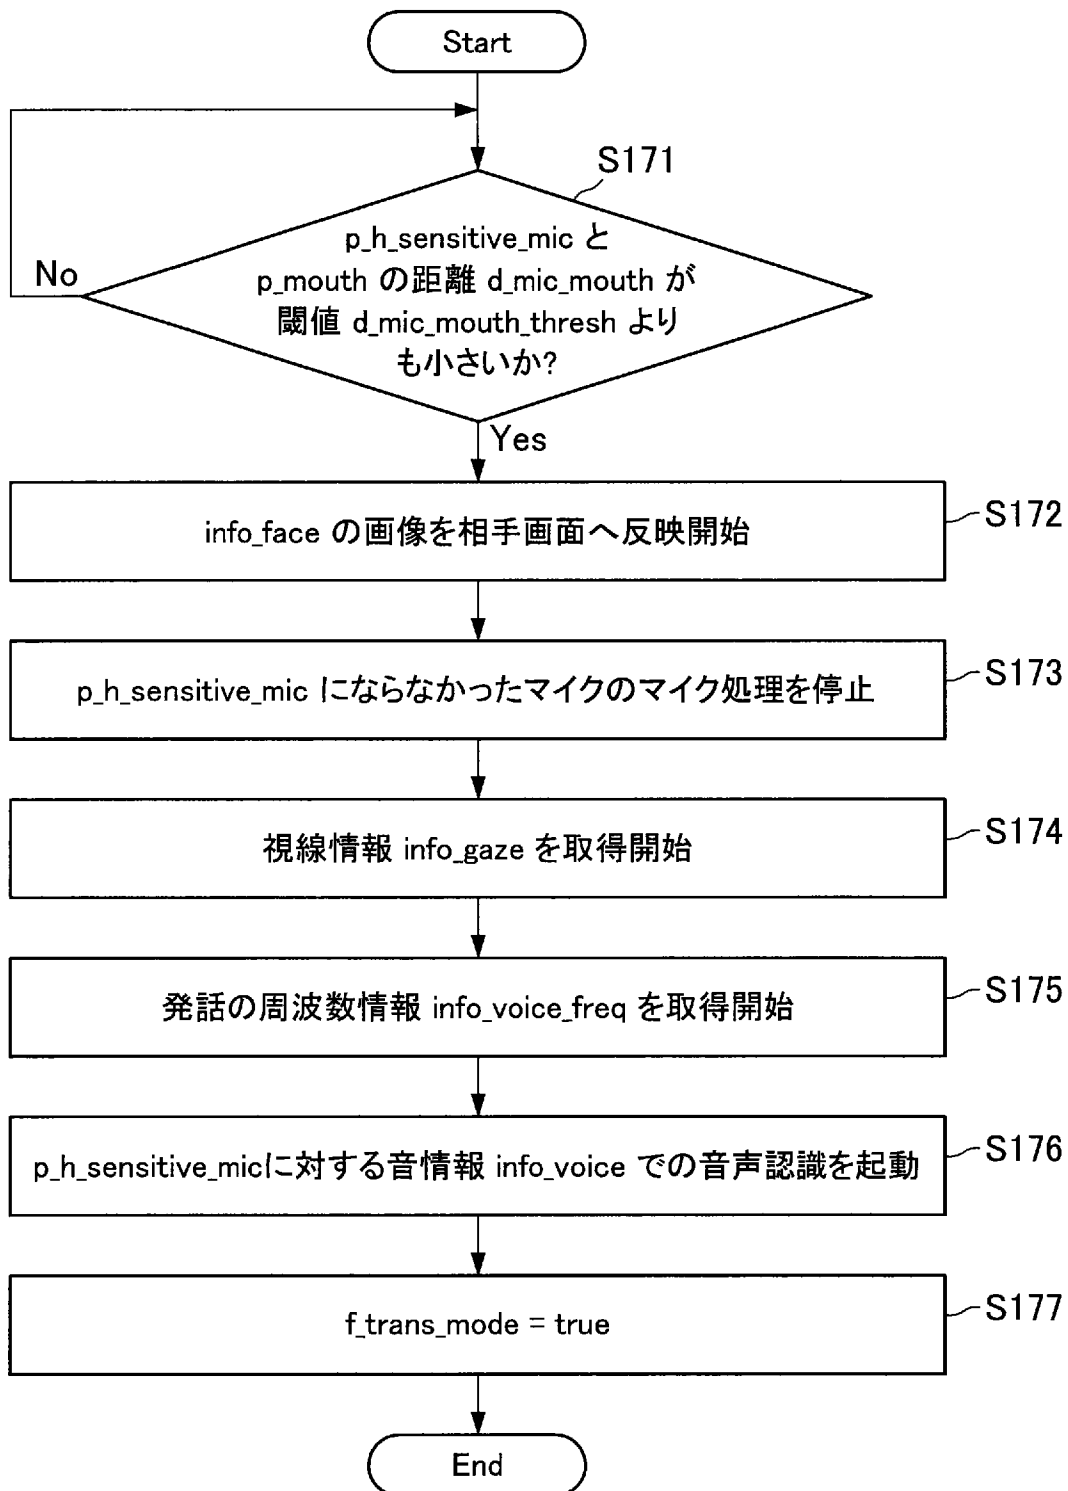 Start
S171
p_h_sensitive_mic と
p_mouth の距離 d_mic_mouth が
閾値 d_mic_mouth_thresh より
も小さいか?
No
Yes
info_face の画像を相手画面へ反映開始
S172
p_h_sensitive_mic にならなかったマイクのマイク処理を停止
S173
視線情報 info_gaze を取得開始
S174
発話の周波数情報 info_voice_freq を取得開始
S175
p_h_sensitive_micに対する音情報 info_voice での音声認識を起動
S176
f_trans_mode = true
S177
End